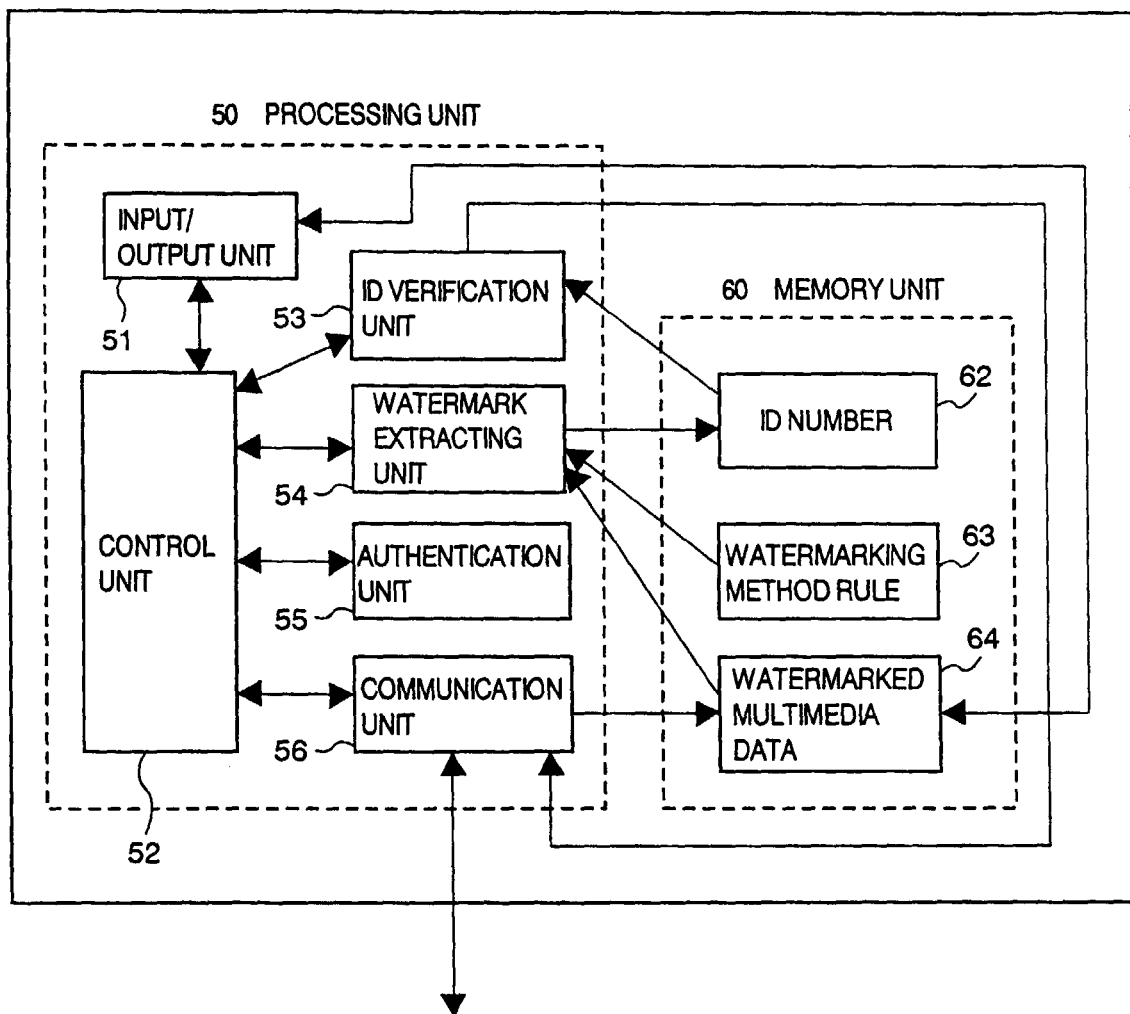 50 PROCESSING UNIT
INPUT/
OUTPUT UNIT
51
53
ID VERIFICATION
UNIT
60 MEMORY UNIT
62
ID NUMBER
WATERMARK
EXTRACTING
UNIT
54
CONTROL
UNIT
AUTHENTICATION
UNIT
55
63
WATERMARKING
METHOD RULE
64
COMMUNICATION
UNIT
56
WATERMARKED
MULTIMEDIA
DATA
52